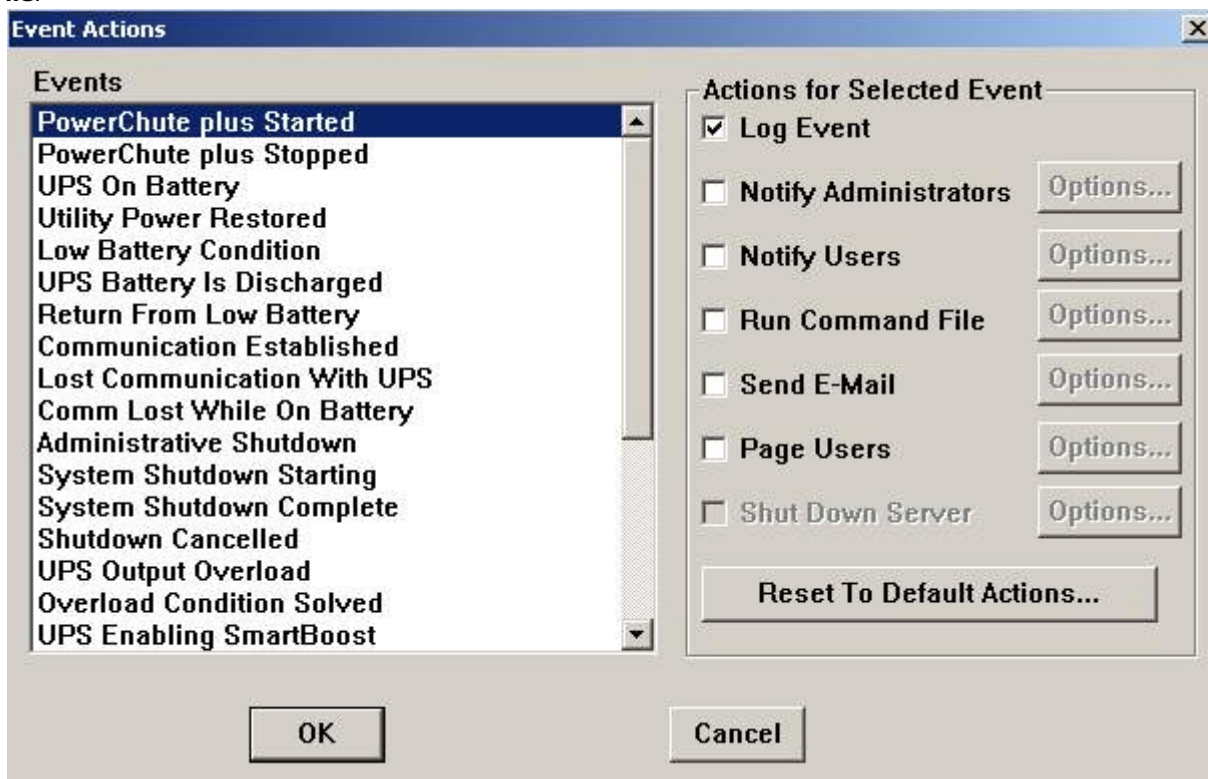 Event Actions
Events
PowerChute plus Started
PowerChute plus Stopped
UPS On Battery
Utility Power Restored
Low Battery Condition
UPS Battery Is Discharged
Return From Low Battery
Communication Established
Lost Communication With UPS
Comm Lost While On Battery
Administrative Shutdown
System Shutdown Starting
System Shutdown Complete
Shutdown Cancelled
UPS Output Overload
Overload Condition Solved
UPS Enabling SmartBoost
Actions for Selected Event
Log Event
Notify Administrators Options...
Notify Users Options...
Run Command File Options...
Send E-Mail Options...
Page Users Options...
Shut Down Server Options...
Reset To Default Actions...
OK
Cancel